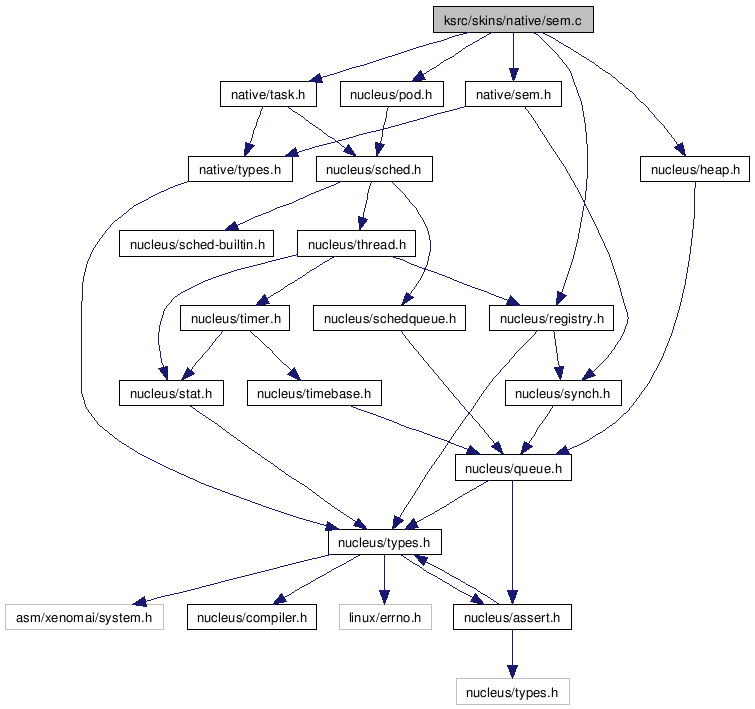 ksrc/skins/native/sem.c
native/task.h
nucleus/pod.h
native/sem.h
native/types.h
nucleus/sched.h
nucleus/heap.h
nucleus/sched-builtin.h
nucleus/thread.h
nucleus/timer.h
nucleus/schedqueue.h
nucleus/registry.h
nucleus/stat.h
nucleus/timebase.h
nucleus/synch.h
nucleus/queue.h
nucleus/types.h
asm/xenomai/system.h
nucleus/compiler.h
linux/errno.h
nucleus/assert.h
nucleus/types.h